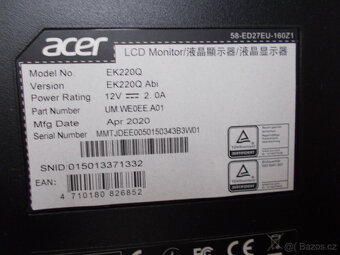 58-ED27EU-160Z1
acer
LCD Monitor/液晶顯示器/液晶显示器
Model No EK220Q
Version EK220Q Abi
Power Rating 12V⎓ 2.0A
Part Number UM.WE0EE.A01
Mfg Date Apr 2020
Serial Number MMTJDEE0050150343B3W01
SNID:015013371332
EAN:
4 710180 826852
bazos.cz